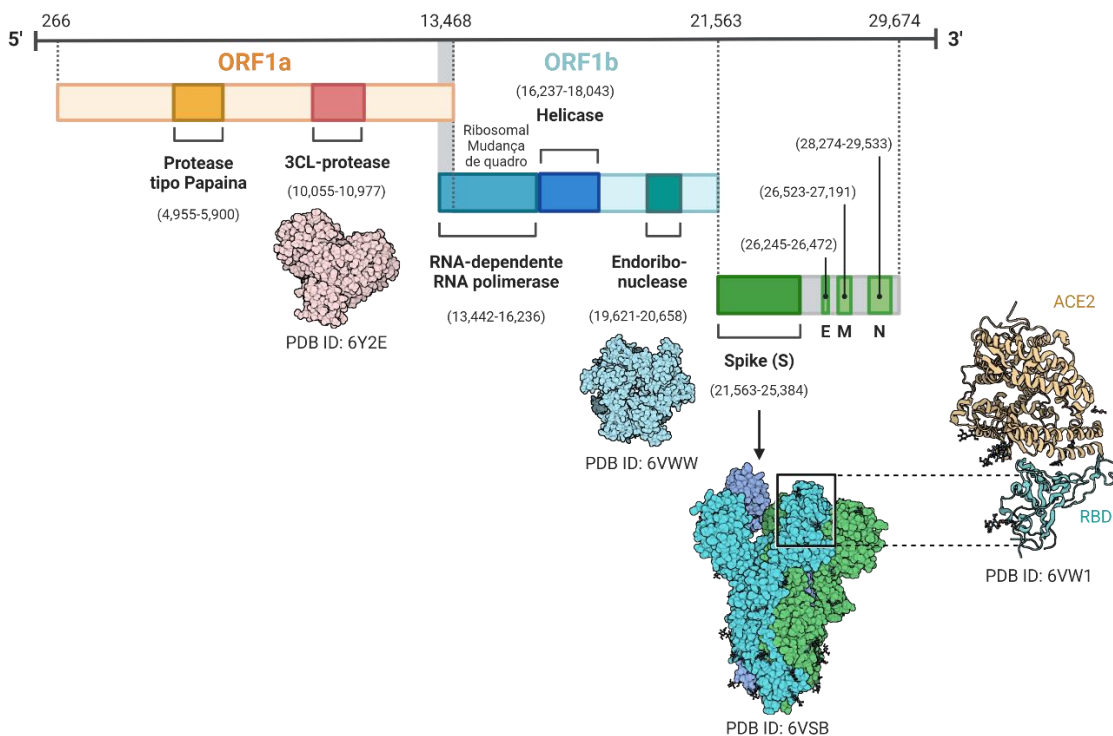 266
13,468
21,563
29,674
5'
3'
ORF1a
ORF1b
(16,237-18,043)
Helicase
Ribosomal
Mudança
de quadro
Protease
tipo Papaina
(4,955-5,900)
3CL-protease
(10,055-10,977)
PDB ID: 6Y2E
RNA-dependente
RNA polimerase
(13,442-16,236)
Endoribo-
nuclease
(19,621-20,658)
PDB ID: 6VWW
(28,274-29,533)
(26,523-27,191)
(26,245-26,472)
E M N
Spike (S)
(21,563-25,384)
PDB ID: 6VSB
ACE2
RBD
PDB ID: 6VW1